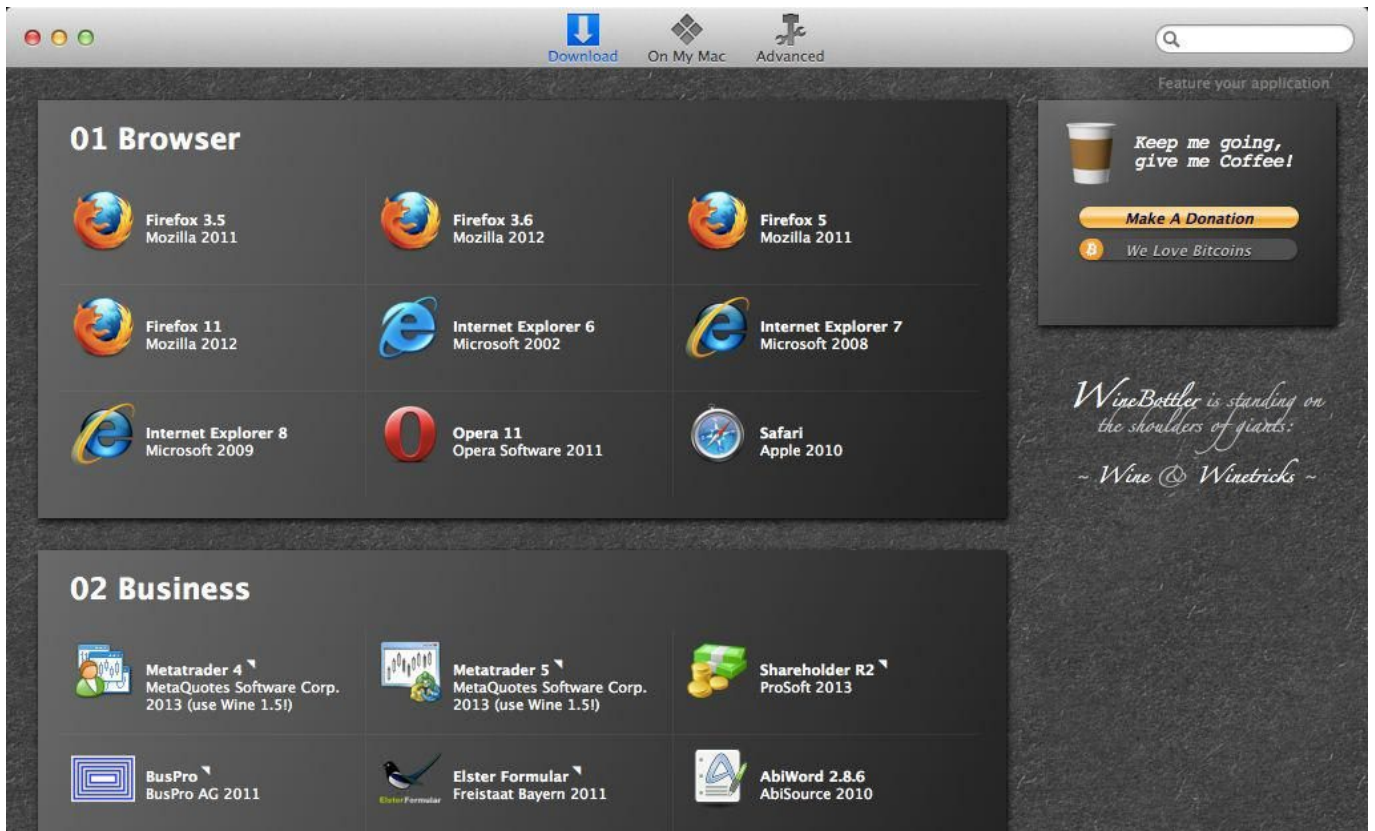 Download
On My Mac
Advanced
Feature your application
01 Browser
Firefox 3.5
Mozilla 2011
Firefox 3.6
Mozilla 2012
Firefox 5
Mozilla 2011
Firefox 11
Mozilla 2012
Internet Explorer 6
Microsoft 2002
Internet Explorer 7
Microsoft 2008
Internet Explorer 8
Microsoft 2009
Opera 11
Opera Software 2011
Safari
Apple 2010
Keep me going,
give me Coffee!
Make A Donation
We Love Bitcoins
WineBottler is standing on
the shoulders of giants:
~ Wine & Winetricks ~
02 Business
Metatrader 4
MetaQuotes Software Corp.
2013 (use Wine 1.5!)
Metatrader 5
MetaQuotes Software Corp.
2013 (use Wine 1.5!)
Shareholder R2
ProSoft 2013
BusPro
BusPro AG 2011
ElsterFormular
Elster Formular
Freistaat Bayern 2011
AbiWord 2.8.6
AbiSource 2010